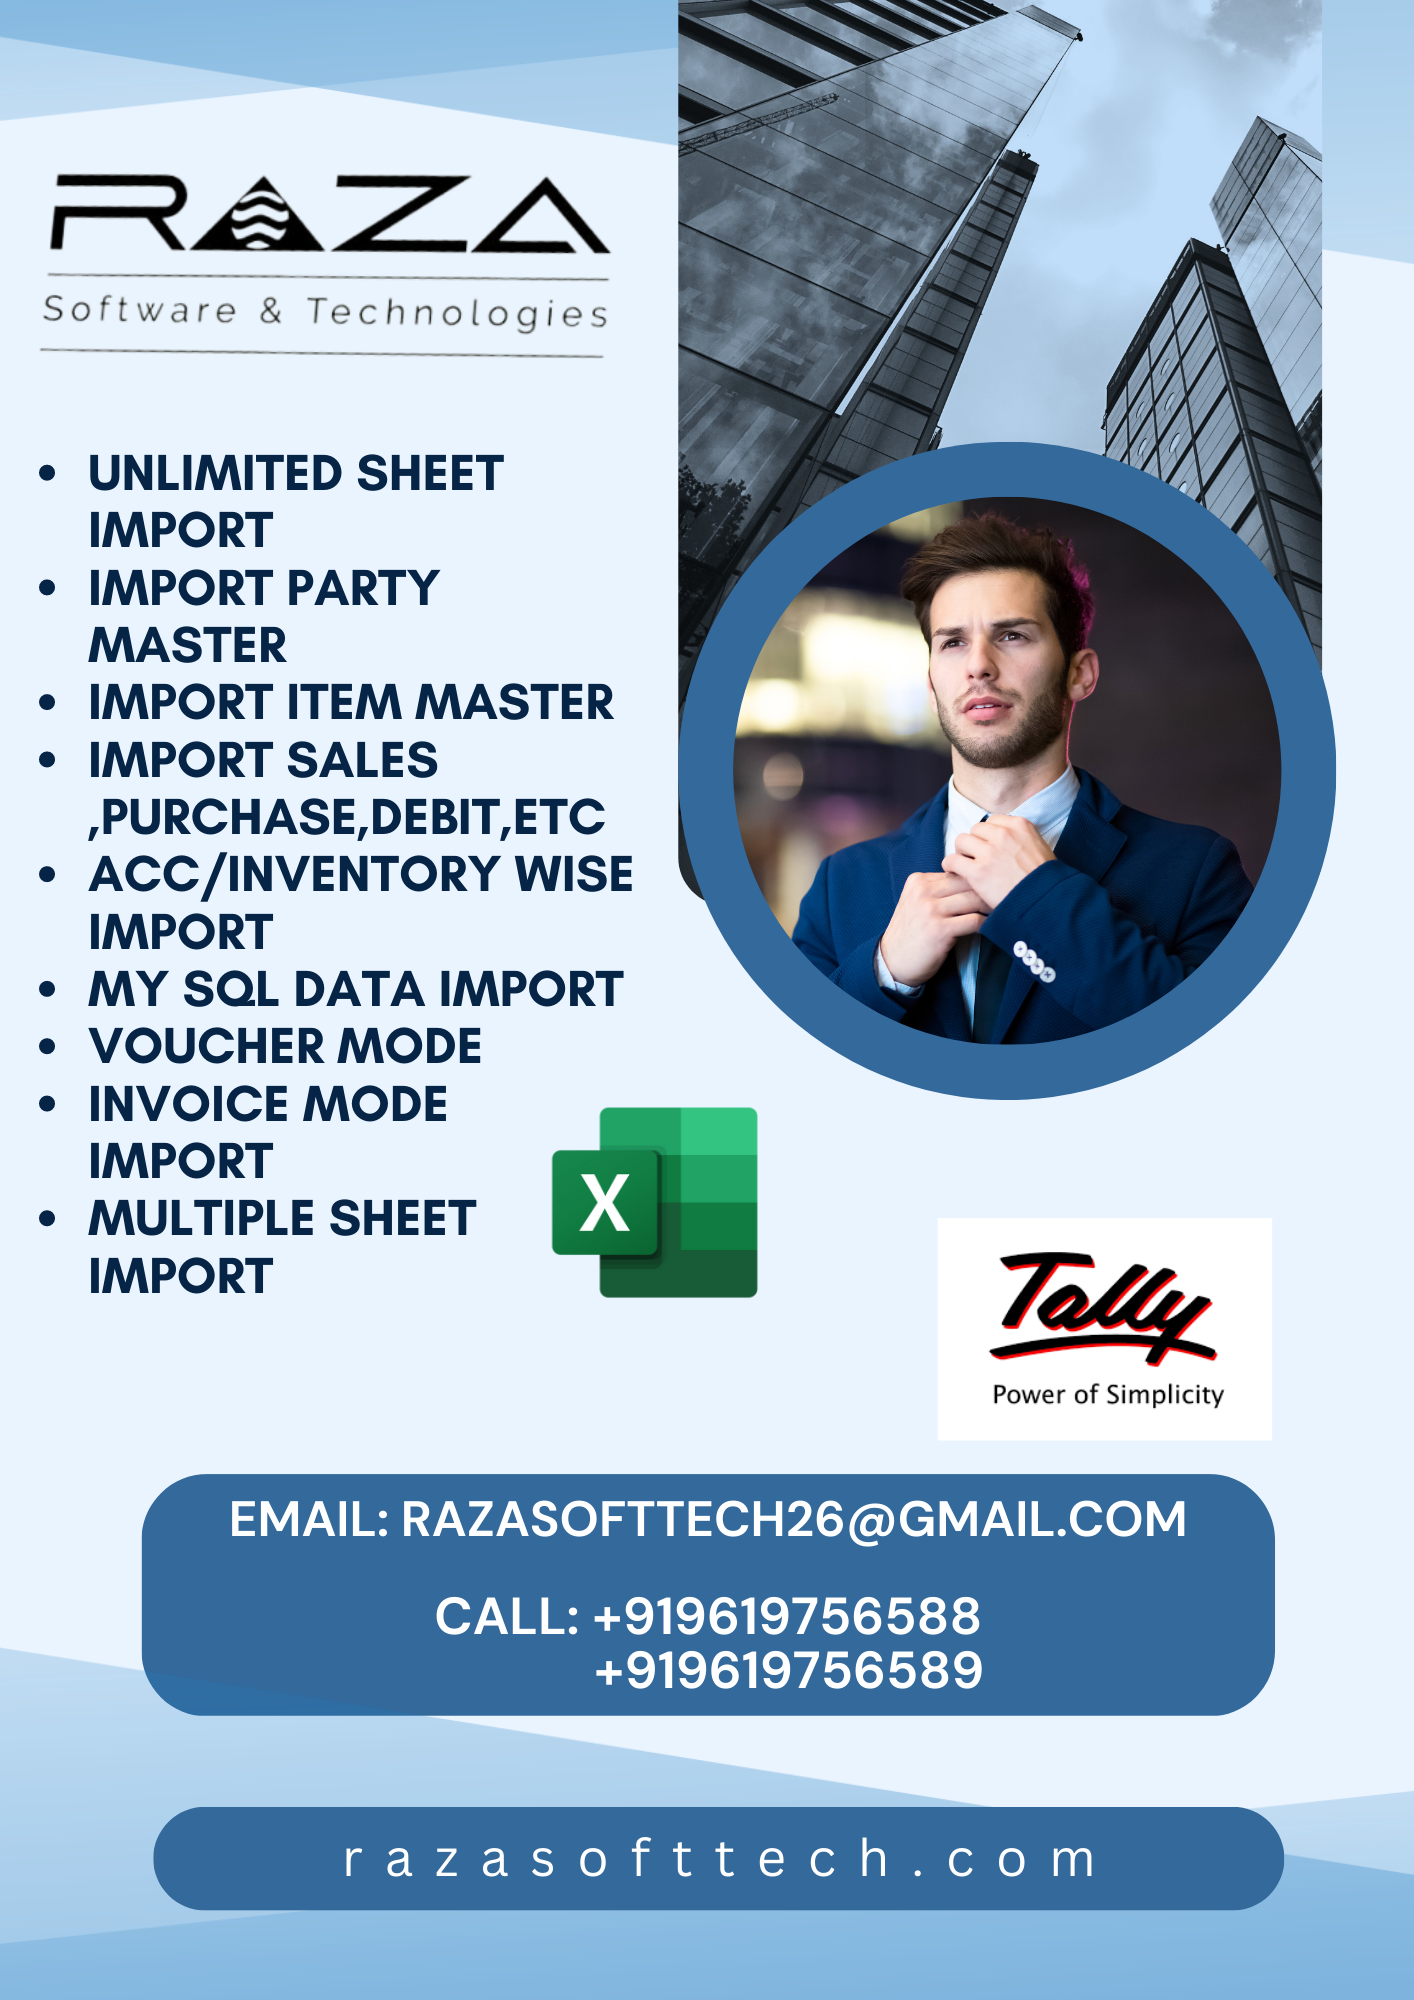 RAZA
Software & Technologies
• UNLIMITED SHEET
IMPORT
• IMPORT PARTY
MASTER
• IMPORT ITEM MASTER
• IMPORT SALES
,PURCHASE,DEBIT,ETC
• ACC/INVENTORY WISE
IMPORT
• MY SQL DATA IMPORT
• VOUCHER MODE
• INVOICE MODE
IMPORT
• MULTIPLE SHEET
IMPORT
X
Tally
Power of Simplicity
EMAIL: RAZASOFTTECH26@GMAIL.COM
CALL: +919619756588
+919619756589
razasofttech.com